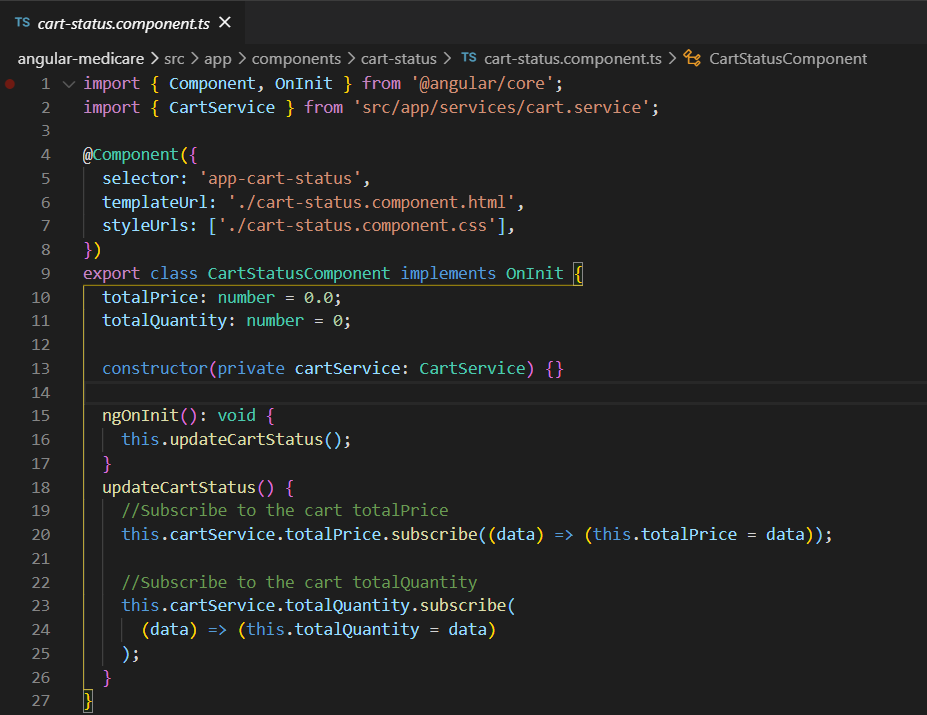 TS cart-status.component.ts ×
angular-medicare > src > app > components > cart-status > TS cart-status.component.ts > CartStatusComponent
1 import { Component, OnInit } from '@angular/core';
2 import { CartService } from 'src/app/services/cart.service';
3
4 @Component({
5   selector: 'app-cart-status',
6   templateUrl: './cart-status.component.html',
7   styleUrls: ['./cart-status.component.css'],
8 })
9 export class CartStatusComponent implements OnInit {
10   totalPrice: number = 0.0;
11   totalQuantity: number = 0;
12
13   constructor(private cartService: CartService) {}
14
15   ngOnInit(): void {
16     this.updateCartStatus();
17   }
18   updateCartStatus() {
19     //Subscribe to the cart totalPrice
20     this.cartService.totalPrice.subscribe((data) => (this.totalPrice = data));
21
22     //Subscribe to the cart totalQuantity
23     this.cartService.totalQuantity.subscribe(
24       (data) => (this.totalQuantity = data)
25     );
26   }
27 }